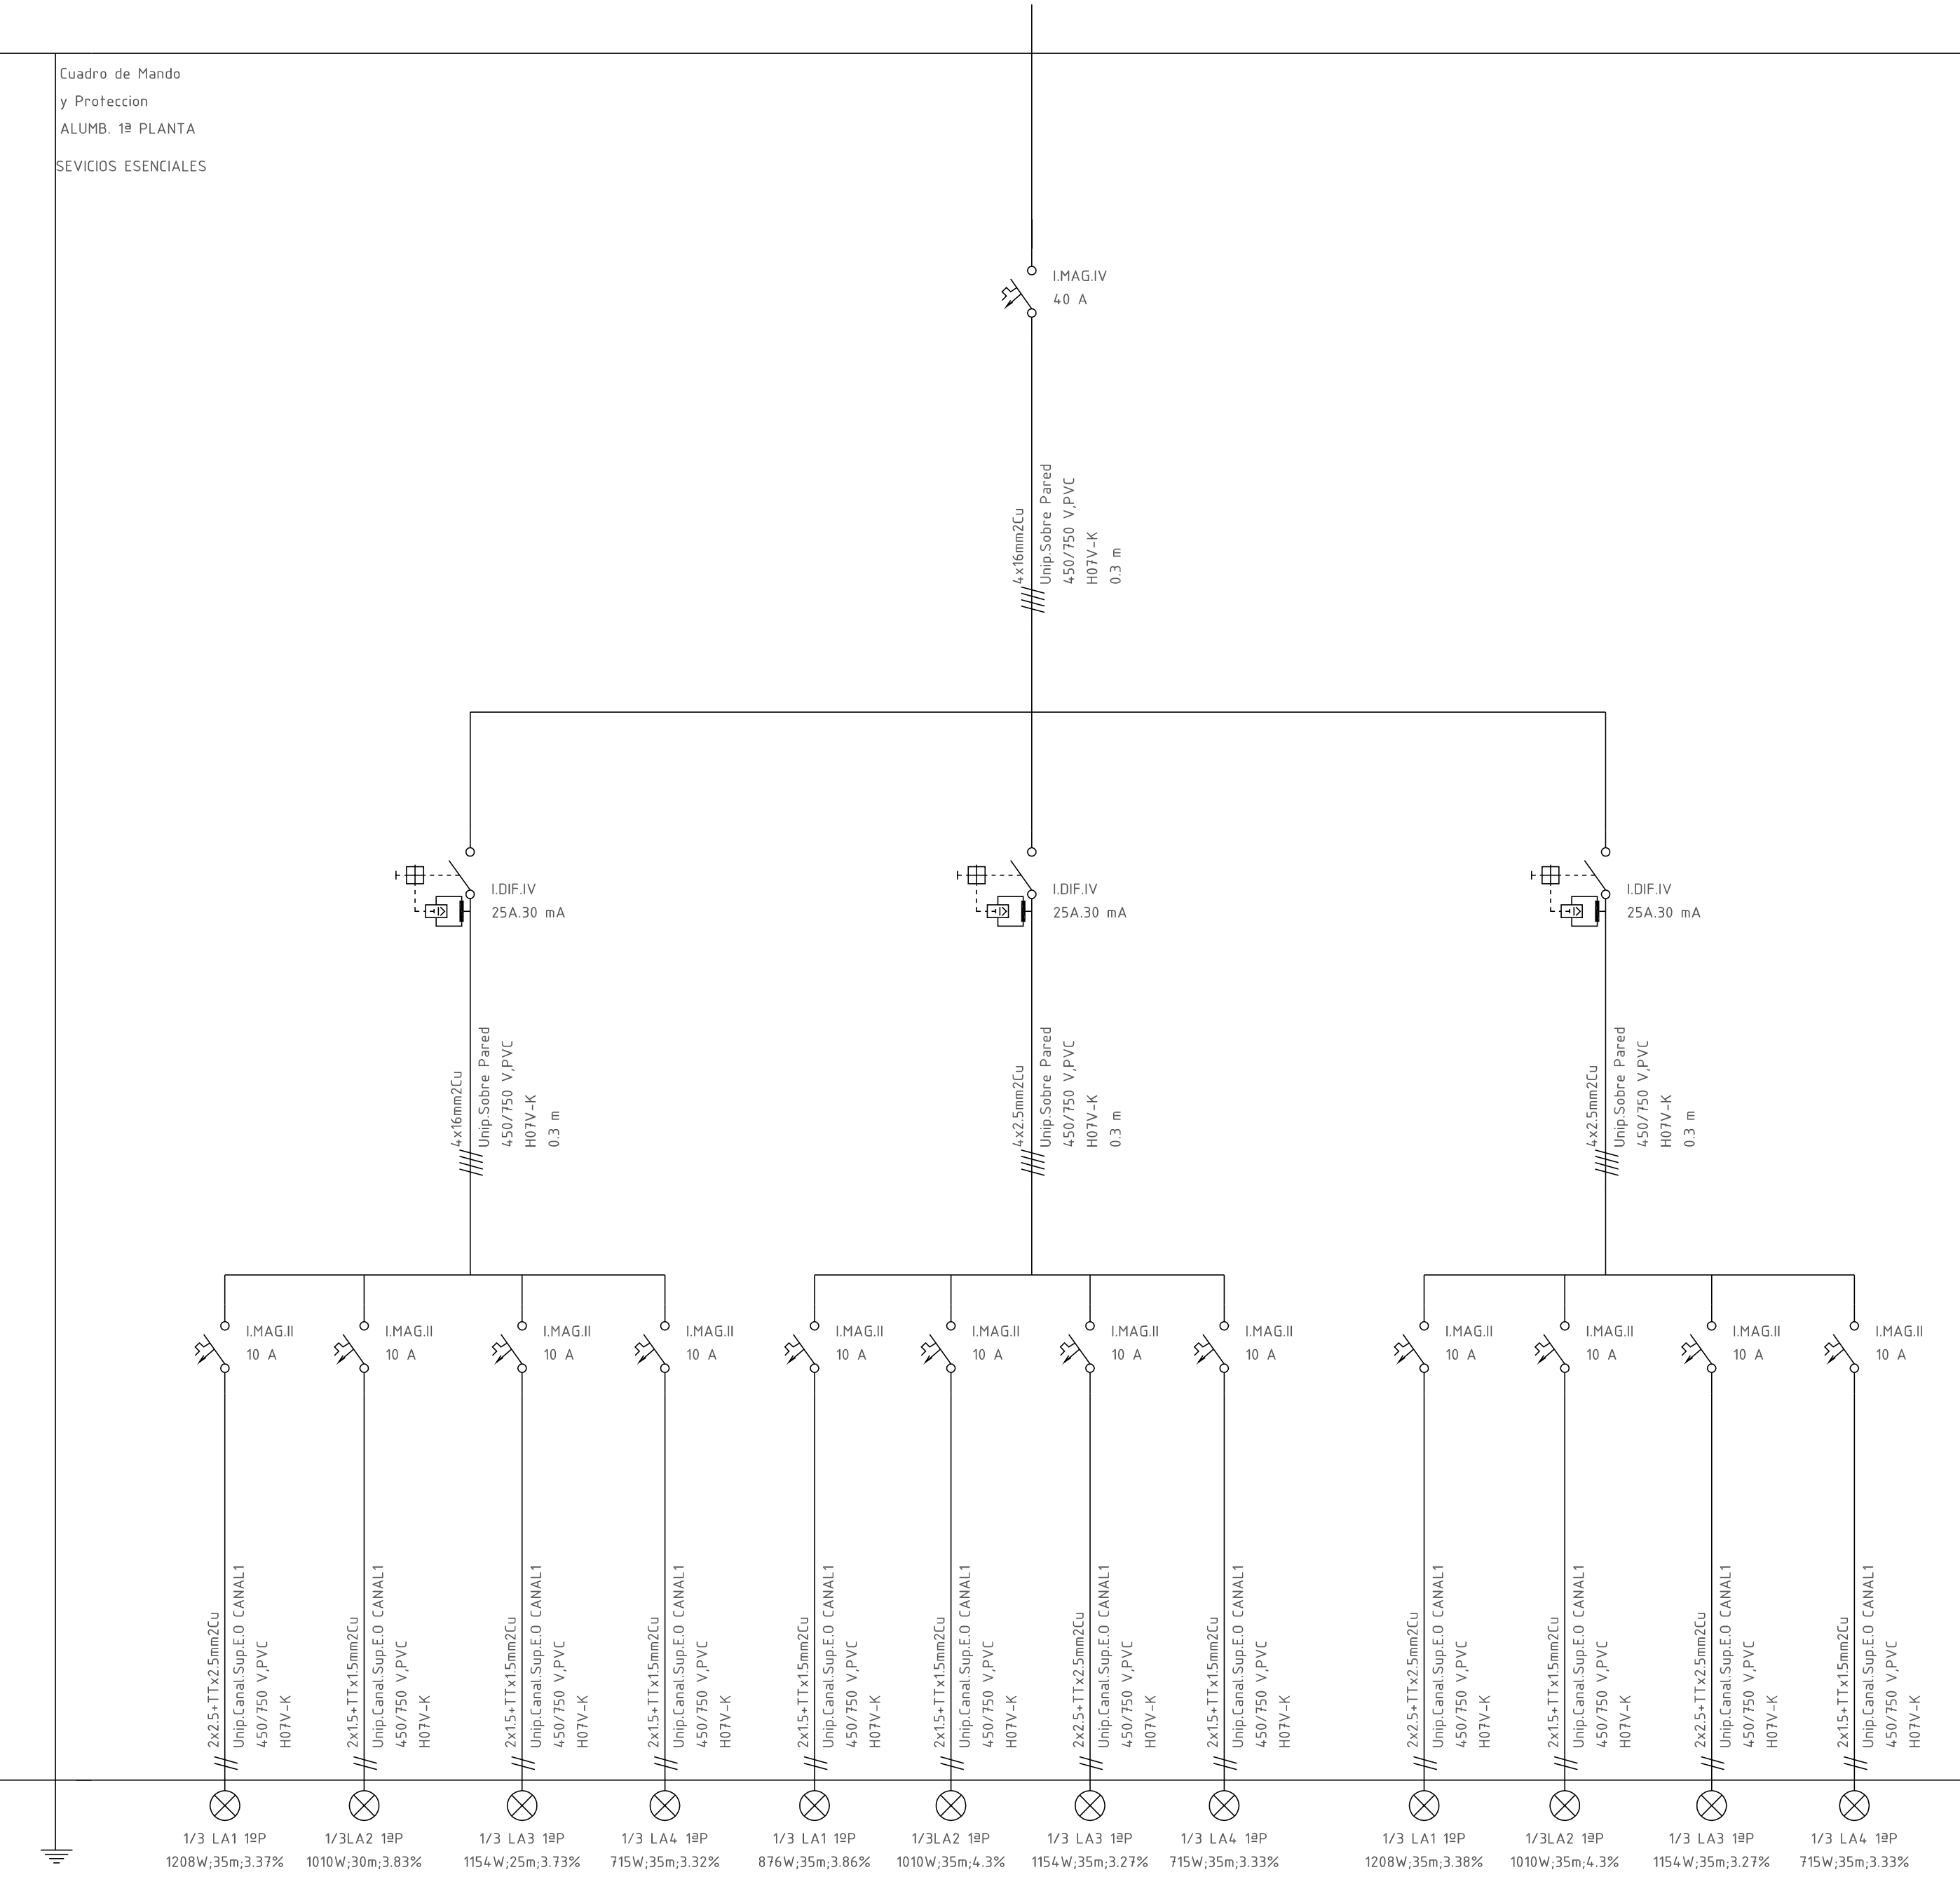 Cuadro de Mando
y Proteccion
ALUMB. 1ª PLANTA
SEVICIOS ESENCIALES
I.MAG.IV
40 A
4x16mm2Cu
Unip.Sobre Pared
450/750 V,PVC
H07V-K
0.3 m
I.DIF.IV
25A.30 mA
I.DIF.IV
25A.30 mA
I.DIF.IV
25A.30 mA
4x16mm2Cu
Unip.Sobre Pared
450/750 V,PVC
H07V-K
0.3 m
4x2.5mm2Cu
Unip.Sobre Pared
450/750 V,PVC
H07V-K
0.3 m
4x2.5mm2Cu
Unip.Sobre Pared
450/750 V,PVC
H07V-K
0.3 m
I.MAG.II
10 A
I.MAG.II
10 A
I.MAG.II
10 A
I.MAG.II
10 A
I.MAG.II
10 A
I.MAG.II
10 A
I.MAG.II
10 A
I.MAG.II
10 A
I.MAG.II
10 A
I.MAG.II
10 A
I.MAG.II
10 A
I.MAG.II
10 A
2x2.5+TTx2.5mm2Cu
Unip.Canal.Sup.E.O CANAL1
450/750 V,PVC
H07V-K
2x1.5+TTx1.5mm2Cu
Unip.Canal.Sup.E.O CANAL1
450/750 V,PVC
H07V-K
2x1.5+TTx1.5mm2Cu
Unip.Canal.Sup.E.O CANAL1
450/750 V,PVC
H07V-K
2x1.5+TTx1.5mm2Cu
Unip.Canal.Sup.E.O CANAL1
450/750 V,PVC
H07V-K
2x1.5+TTx1.5mm2Cu
Unip.Canal.Sup.E.O CANAL1
450/750 V,PVC
H07V-K
2x1.5+TTx1.5mm2Cu
Unip.Canal.Sup.E.O CANAL1
450/750 V,PVC
H07V-K
2x2.5+TTx2.5mm2Cu
Unip.Canal.Sup.E.O CANAL1
450/750 V,PVC
H07V-K
2x1.5+TTx1.5mm2Cu
Unip.Canal.Sup.E.O CANAL1
450/750 V,PVC
H07V-K
2x2.5+TTx2.5mm2Cu
Unip.Canal.Sup.E.O CANAL1
450/750 V,PVC
H07V-K
2x1.5+TTx1.5mm2Cu
Unip.Canal.Sup.E.O CANAL1
450/750 V,PVC
H07V-K
2x2.5+TTx2.5mm2Cu
Unip.Canal.Sup.E.O CANAL1
450/750 V,PVC
H07V-K
2x1.5+TTx1.5mm2Cu
Unip.Canal.Sup.E.O CANAL1
450/750 V,PVC
H07V-K
1/3 LA1 1ºP
1208W;35m;3.37%
1/3LA2 1ªP
1010W;30m;3.83%
1/3 LA3 1ªP
1154W;25m;3.73%
1/3 LA4 1ªP
715W;35m;3.32%
1/3 LA1 1ºP
876W;35m;3.86%
1/3LA2 1ªP
1010W;35m;4.3%
1/3 LA3 1ªP
1154W;35m;3.27%
1/3 LA4 1ªP
715W;35m;3.33%
1/3 LA1 1ºP
1208W;35m;3.38%
1/3LA2 1ªP
1010W;35m;4.3%
1/3 LA3 1ªP
1154W;35m;3.27%
1/3 LA4 1ªP
715W;35m;3.33%